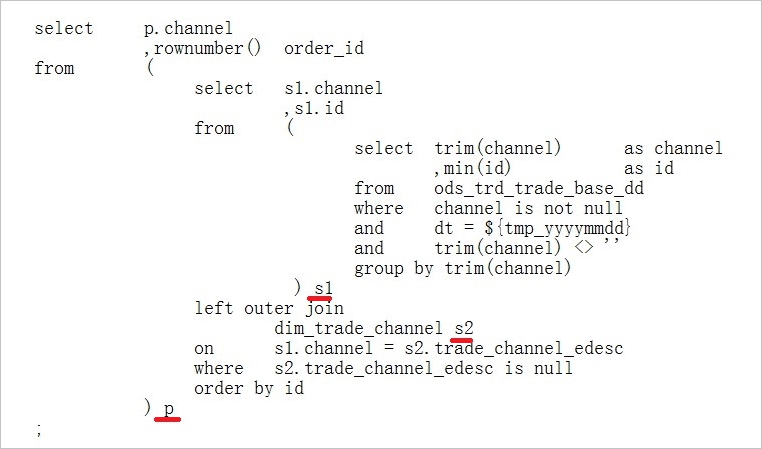 select p.channel
,rownumber() order_id
from (
select s1.channel
,s1.id
from (
select trim(channel) as channel
,min(id) as id
from ods_trd_trade_base_dd
where channel is not null
and dt = ${tmp_yyyymmdd}
and trim(channel) <> ''
group by trim(channel)
) s1
left outer join
dim_trade_channel s2
on s1.channel = s2.trade_channel_edesc
where s2.trade_channel_edesc is null
order by id
) p
;